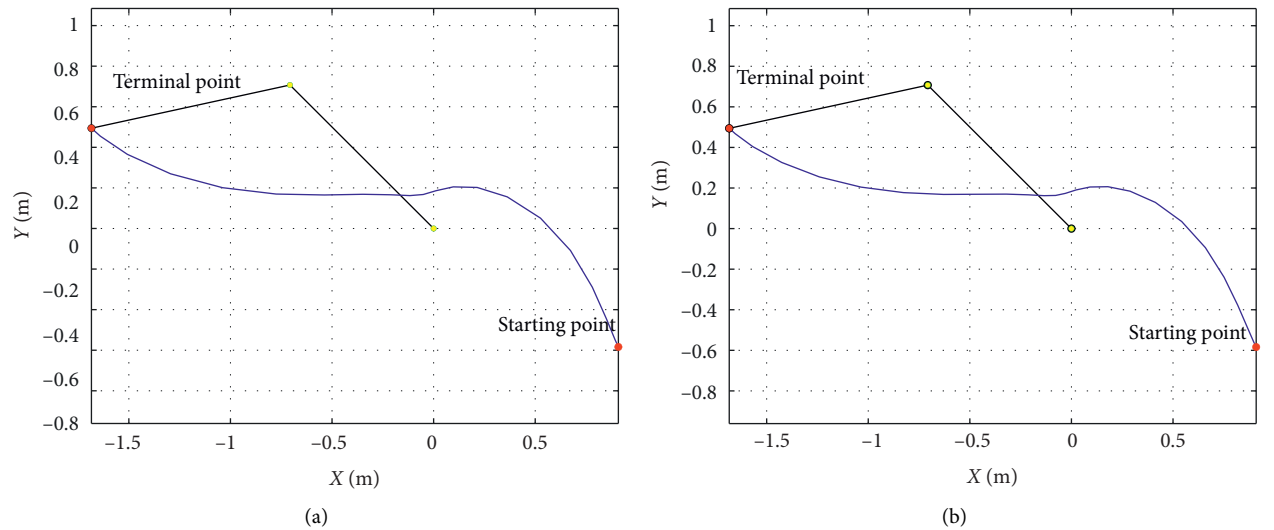 1
0.8
0.6
0.4
0.2
0
–0.2
–0.4
–0.6
–0.8
Y (m)
Terminal point
Starting point
–1.5 –1 –0.5 0 0.5
X (m)
(a)
1
0.8
0.6
0.4
0.2
0
–0.2
–0.4
–0.6
–0.8
Y (m)
Terminal point
Starting point
–1.5 –1 –0.5 0 0.5
X (m)
(b)